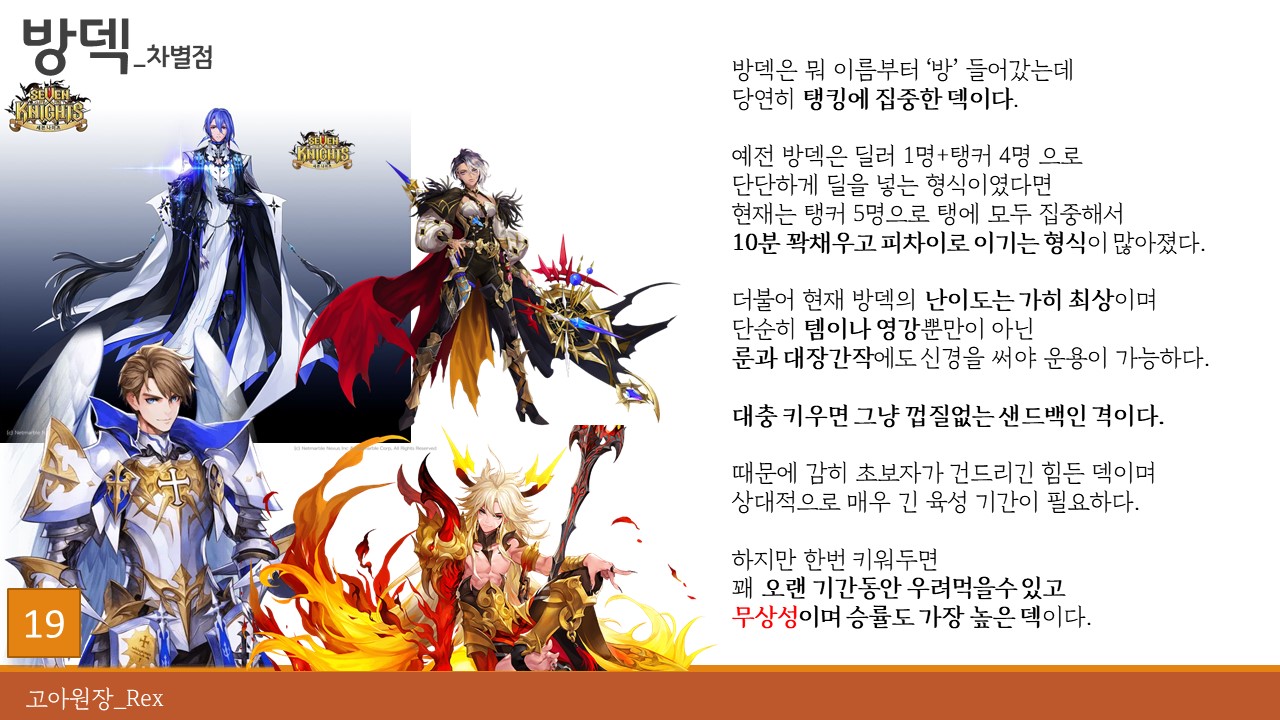 방덱_차별점
SEVEN
KNIGHTS
세븐나이츠
SEVEN
KNIGHTS
세븐나이츠
방덱은 뭐 이름부터 ‘방’ 들어갔는데
당연히 탱킹에 집중한 덱이다.
예전 방덱은 딜러 1명+탱커 4명 으로
단단하게 딜을 넣는 형식이였다면
현재는 탱커 5명으로 탱에 모두 집중해서
10분 꽉채우고 피차이로 이기는 형식이 많아졌다.
더불어 현재 방덱의 난이도는 가히 최상이며
단순히 템이나 영강뿐만이 아닌
룬과 대장간작에도 신경을 써야 운용이 가능하다.
대충 키우면 그냥 껍질없는 샌드백인 격이다.
때문에 감히 초보자가 건드리긴 힘든 덱이며
상대적으로 매우 긴 육성 기간이 필요하다.
하지만 한번 키워두면
꽤 오랜 기간동안 우려먹을수 있고
무상성이며 승률도 가장 높은 덱이다.
19
고아원장_Rex